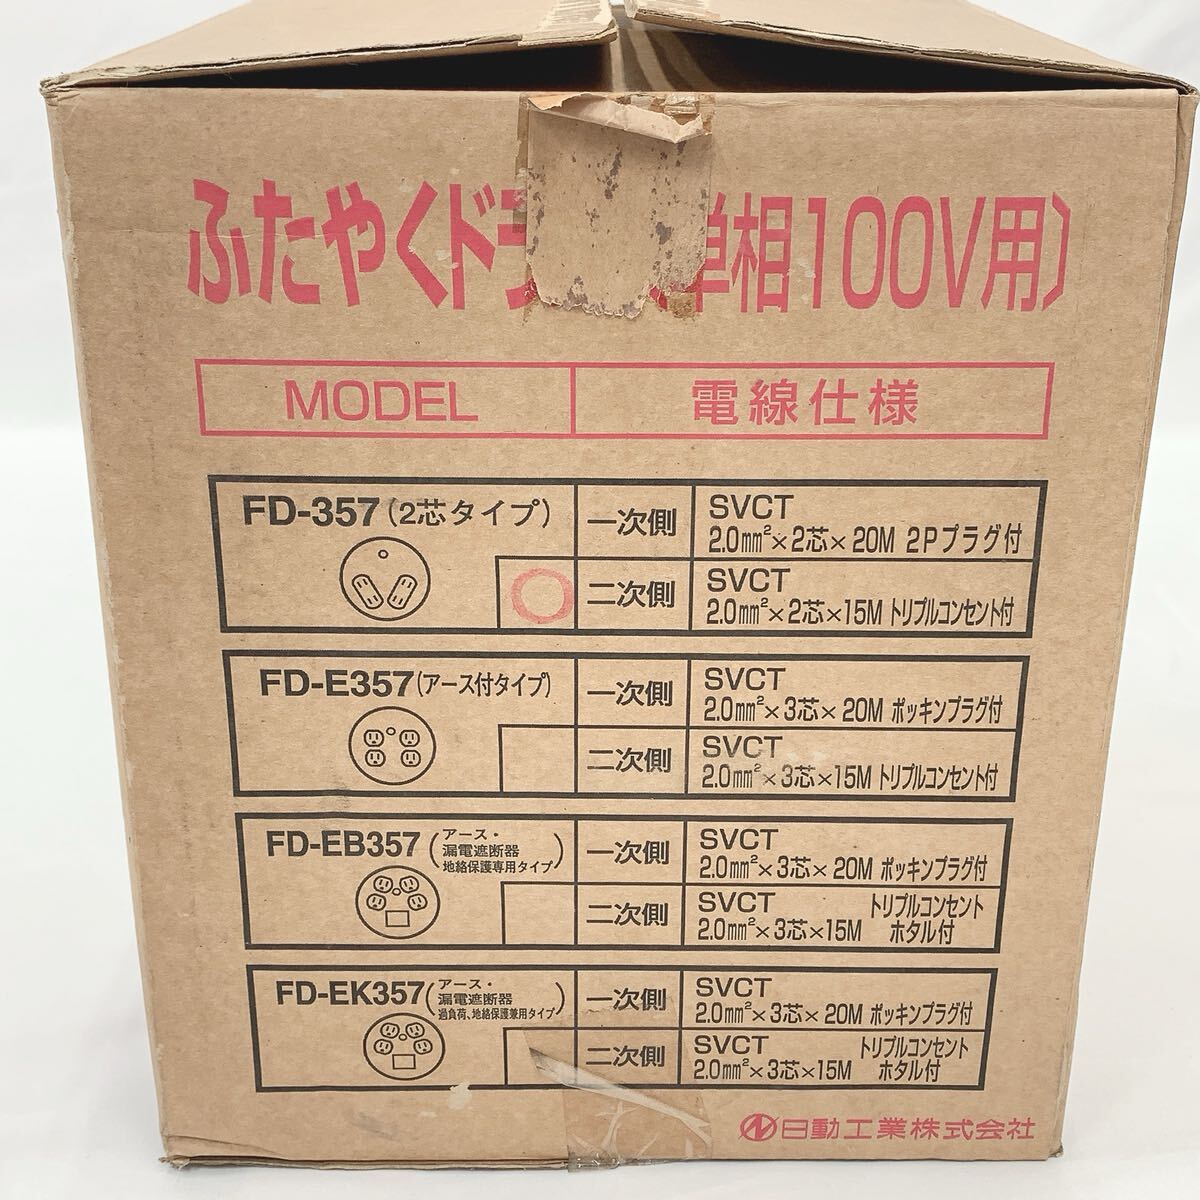 ふたやくドラ 単相100V用〕
MODEL 電線仕様
FD-357(2芯タイプ) 一次側 SVCT
2.0mm²×2芯×20M 2Pプラグ付
二次側 SVCT
2.0mm²×2芯×15M トリプルコンセント付
FD-E357(アース付タイプ) 一次側 SVCT
2.0mm²×3芯×20M ポッキンプラグ付
二次側 SVCT
2.0mm²×3芯×15M トリプルコンセント付
FD-EB357(アース・
漏電遮断器
地絡保護専用タイプ) 一次側 SVCT
2.0mm²×3芯×20M ポッキンプラグ付
二次側 SVCT トリプルコンセント
2.0mm²×3芯×15M ホタル付
FD-EK357(アース・
漏電遮断器
過負荷、地絡保護兼用タイプ) 一次側 SVCT
2.0mm²×3芯×20M ポッキンプラグ付
二次側 SVCT トリプルコンセント
2.0mm²×3芯×15M ホタル付
日動工業株式会社